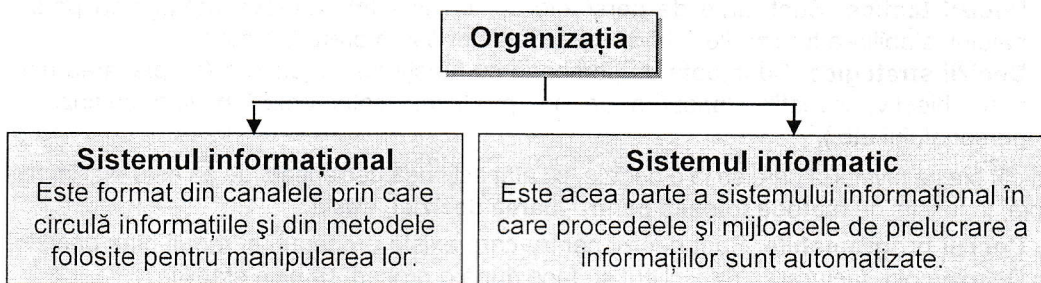 Organizația
Sistemul informațional
Este format din canalele prin care
circulă informațiile și din metodele
folosite pentru manipularea lor.
Sistemul informatic
Este acea parte a sistemului informațional în
care procedeele și mijloacele de prelucrare a
informațiilor sunt automatizate.